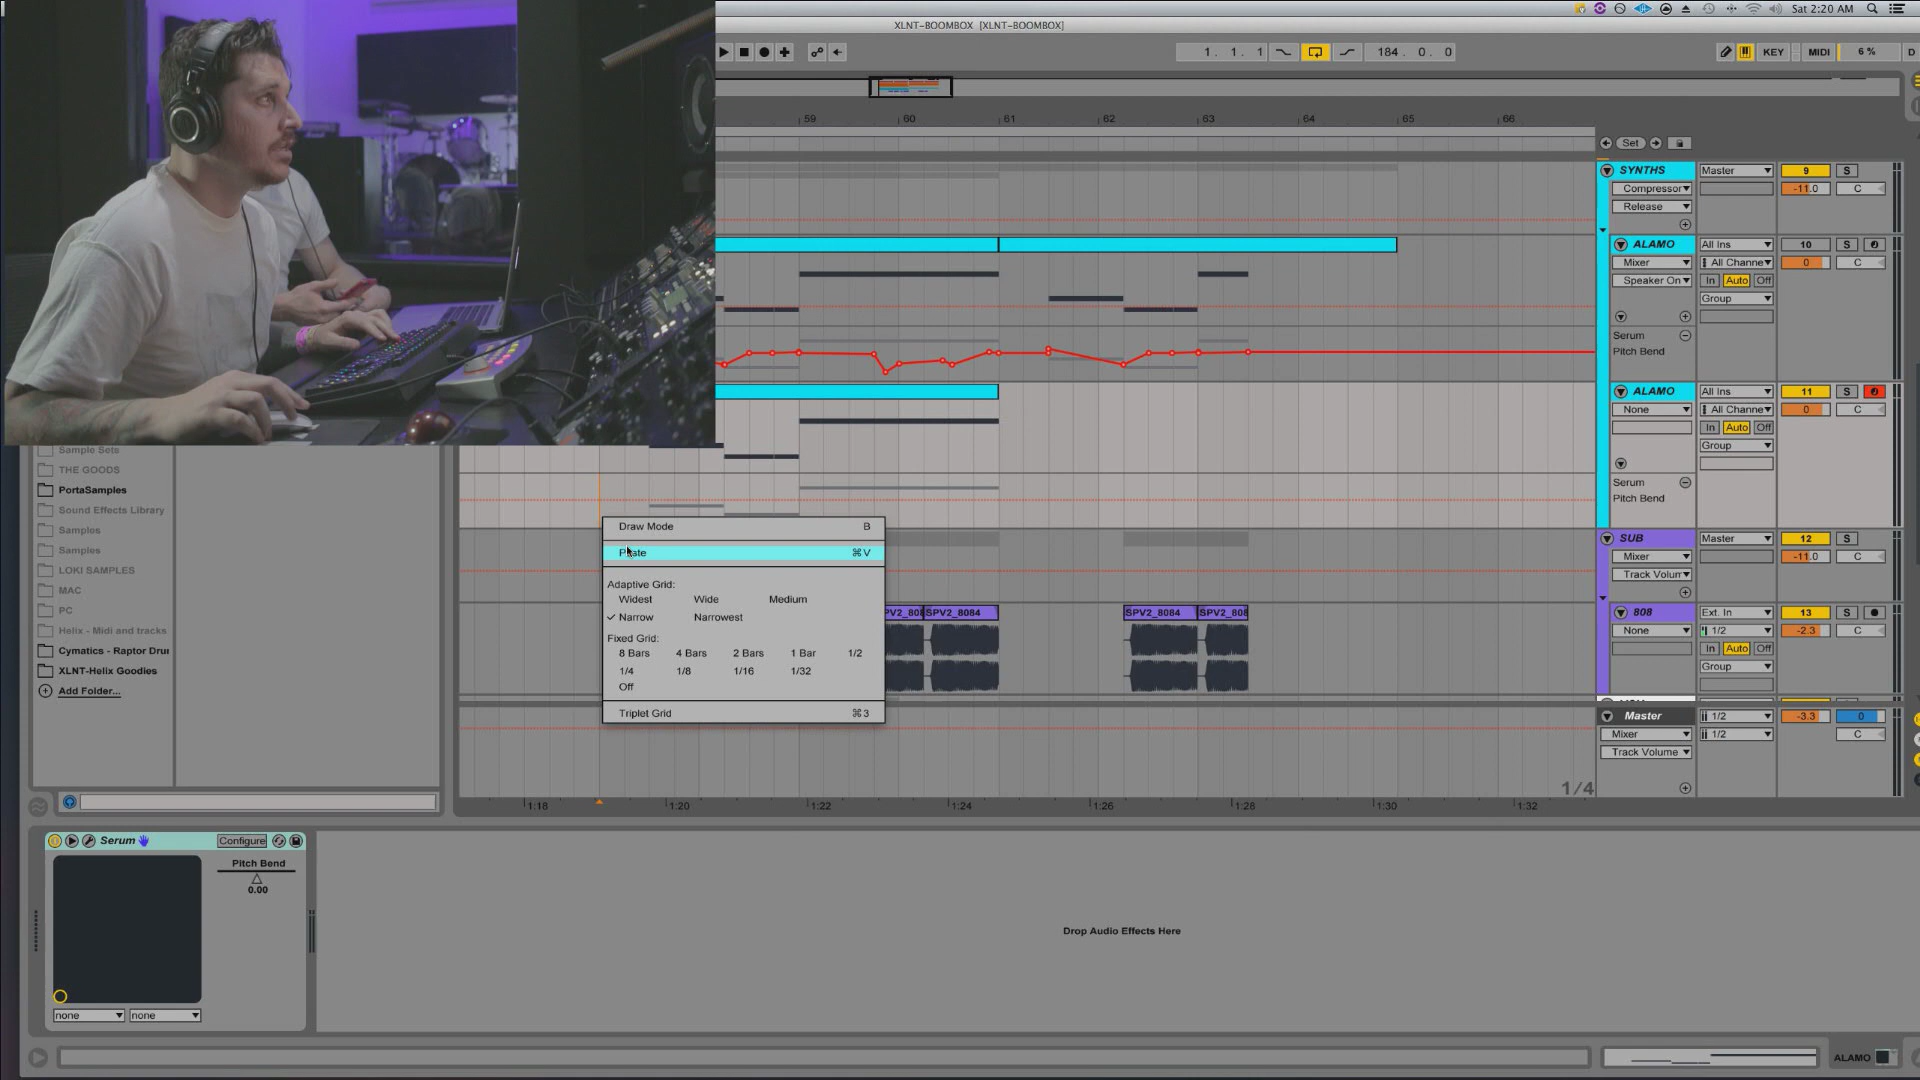 Sat 2:20 AM
XLNT-BOOMBOX [XLNT-BOOMBOX]
1. 1. 1
184. 0. 0
KEY
MIDI
6 %
D
59
60
61
62
63
64
65
66
Set
SYNTHS
Master
9
S
Compressor
-11.0
C
Release
ALAMO
All Ins
10
S
Mixer
All Channe
0
C
Speaker On
In
Auto
Off
Group
Serum
Pitch Bend
ALAMO
All Ins
11
S
None
All Channe
0
C
In
Auto
Off
Group
Serum
Pitch Bend
Sample Sets
THE GOODS
PortaSamples
Sound Effects Library
Samples
Samples
LOKI SAMPLES
MAC
PC
Helix - Midi and tracks
Cymatics - Raptor Dru
XLNT-Helix Goodies
Add Folder...
Draw Mode
B
⌘V
Adaptive Grid:
Widest
Wide
Medium
Narrow
Narrowest
Fixed Grid:
8 Bars
4 Bars
2 Bars
1 Bar
1/2
1/4
1/8
1/16
1/32
Off
Triplet Grid
⌘3
SPV2_8084
SPV2_8084
SPV2_808
SUB
Master
12
S
Mixer
-11.0
C
Track Volum
808
Ext. In
13
S
None
1/2
-2.3
C
In
Auto
Off
Group
Master
1/2
-3.3
0
Mixer
1/2
C
Track Volume
1/4
1:18
1:20
1:22
1:24
1:26
1:28
1:30
1:32
Serum
Configure
Pitch Bend
0.00
none
none
Drop Audio Effects Here
ALAMO